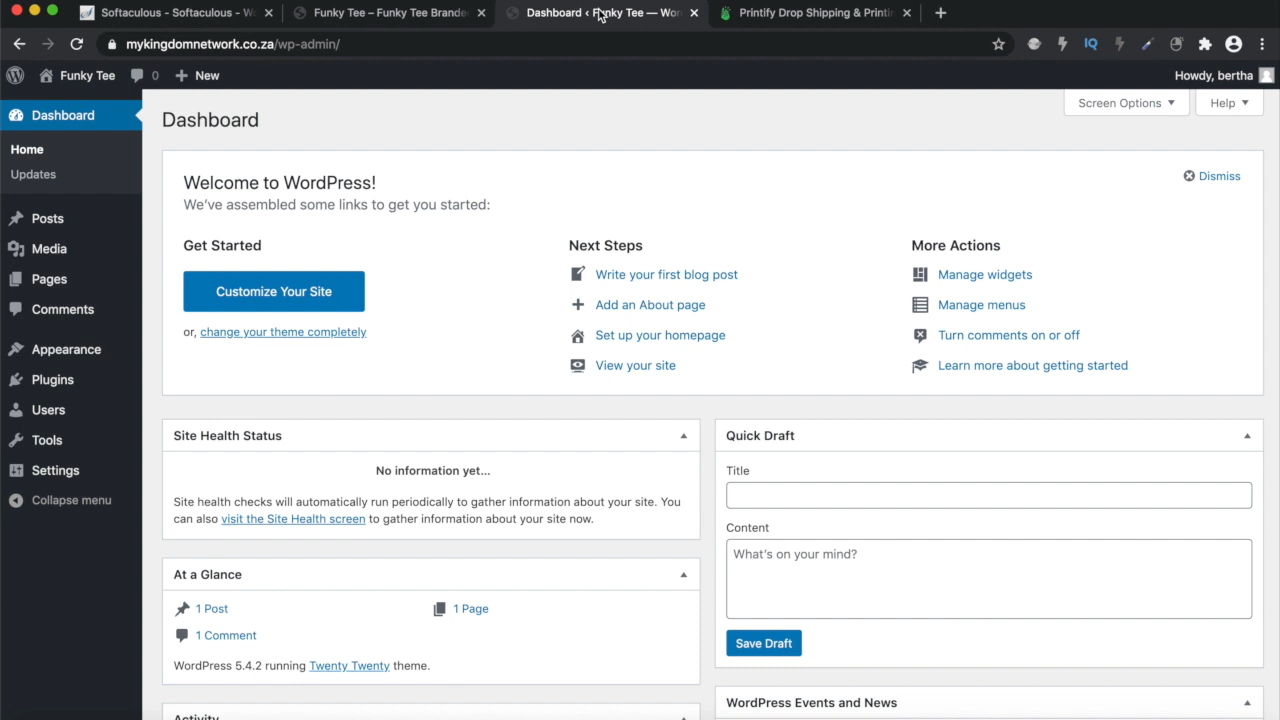 Softaculous - Softaculous - W
Funky Tee – Funky Tee Brande
Dashboard ‹ Funky Tee — Wor
Printify Drop Shipping & Printin
mykingdomnetwork.co.za/wp-admin/
IQ
Funky Tee
0
New
Howdy, bertha
Dashboard
Home
Updates
Posts
Media
Pages
Comments
Appearance
Plugins
Users
Tools
Settings
Collapse menu
Screen Options
Help
Dashboard
Welcome to WordPress!
Dismiss
We've assembled some links to get you started:
Get Started
Customize Your Site
or, change your theme completely
Next Steps
Write your first blog post
Add an About page
Set up your homepage
View your site
More Actions
Manage widgets
Manage menus
Turn comments on or off
Learn more about getting started
Site Health Status
No information yet...
Site health checks will automatically run periodically to gather information about your site. You
can also visit the Site Health screen to gather information about your site now.
At a Glance
1 Post
1 Page
1 Comment
WordPress 5.4.2 running Twenty Twenty theme.
Activity
Quick Draft
Title
Content
What's on your mind?
Save Draft
WordPress Events and News